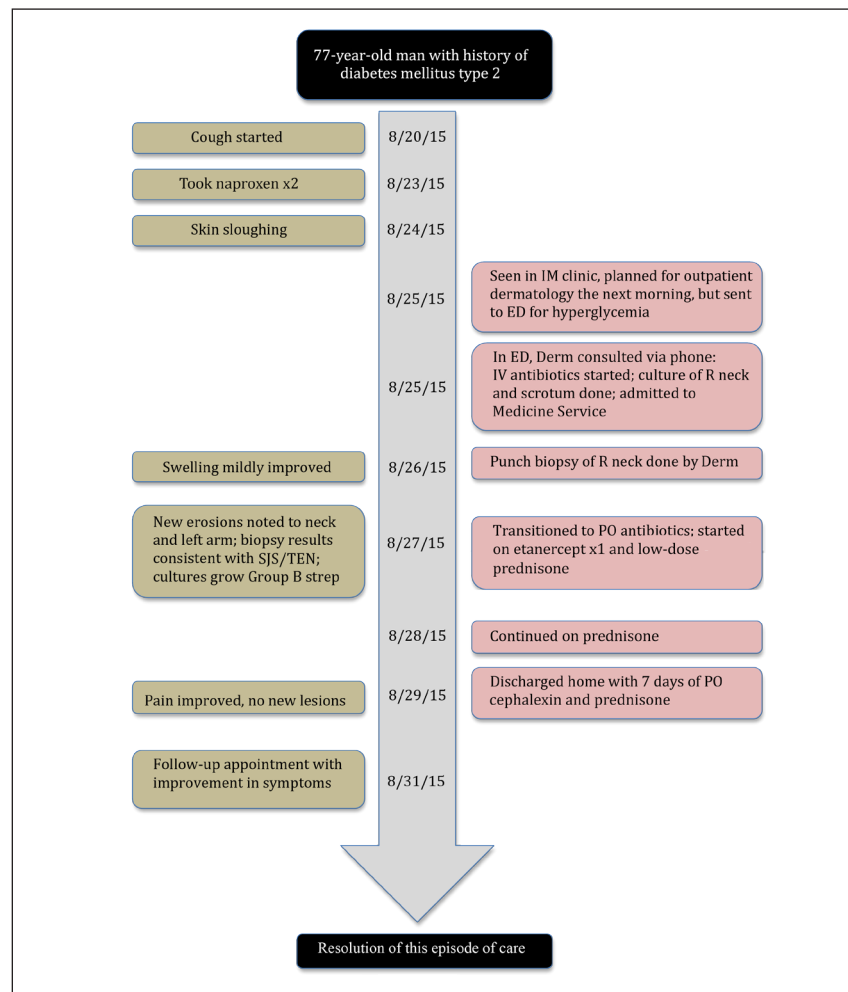 77-year-old man with history of
diabetes mellitus type 2
Cough started
8/20/15
Took naproxen x2
8/23/15
Skin sloughing
8/24/15
8/25/15
Seen in IM clinic, planned for outpatient
dermatology the next morning, but sent
to ED for hyperglycemia
8/25/15
In ED, Derm consulted via phone:
IV antibiotics started; culture of R neck
and scrotum done; admitted to
Medicine Service
Swelling mildly improved
8/26/15
Punch biopsy of R neck done by Derm
New erosions noted to neck
and left arm; biopsy results
consistent with SJS/TEN;
cultures grow Group B strep
8/27/15
Transitioned to PO antibiotics; started
on etanercept x1 and low-dose
prednisone
8/28/15
Continued on prednisone
Pain improved, no new lesions
8/29/15
Discharged home with 7 days of PO
cephalexin and prednisone
Follow-up appointment with
improvement in symptoms
8/31/15
Resolution of this episode of care